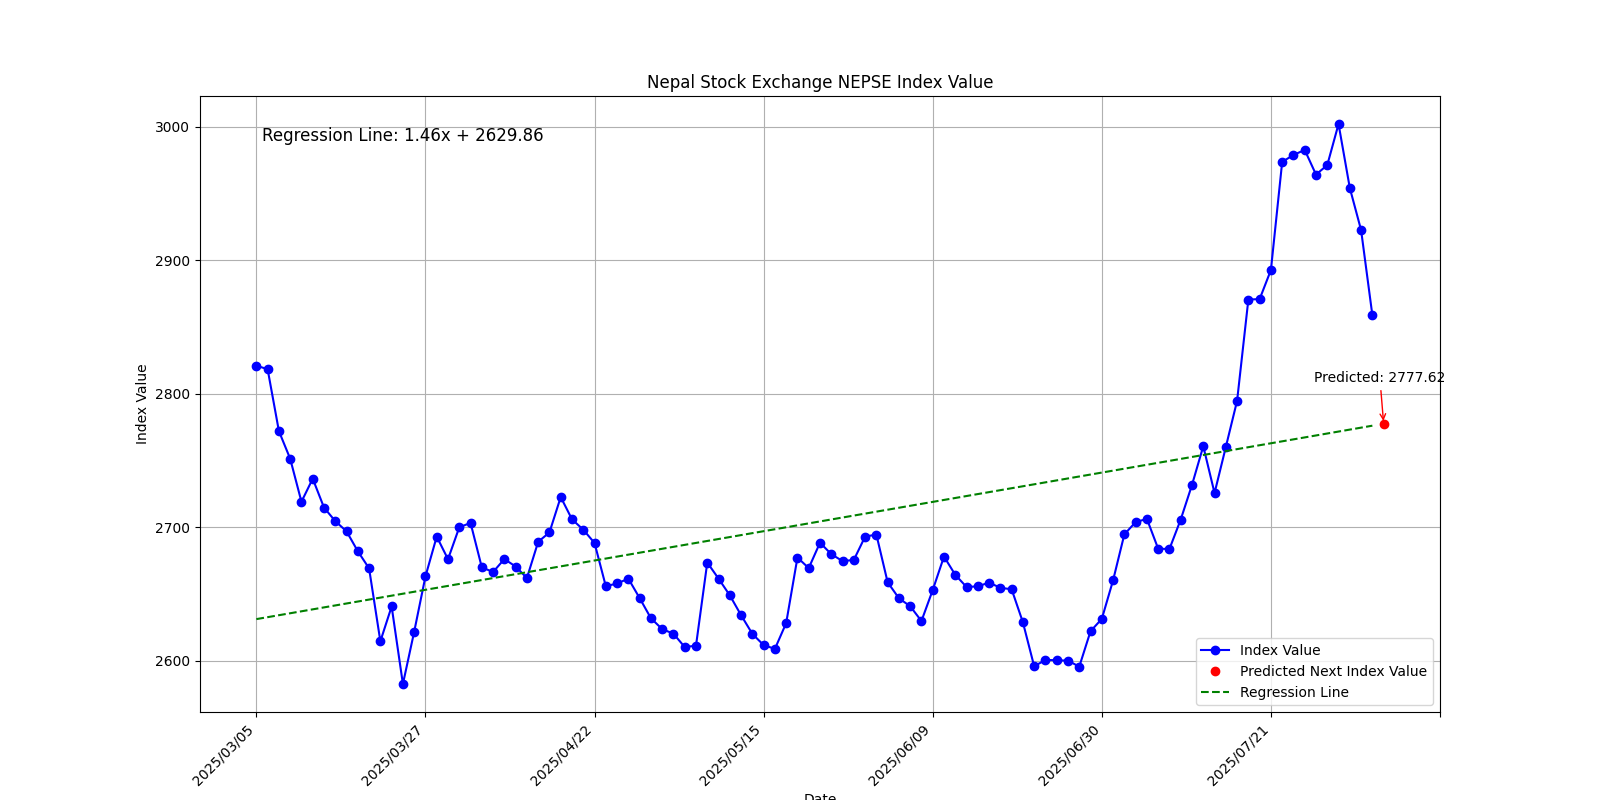 Nepal Stock Exchange NEPSE Index Value
Regression Line: 1.46x + 2629.86
3000
2900
2800
2700
2600
Index Value
Predicted: 2777.62
Index Value
Predicted Next Index Value
Regression Line
2025/03/05
2025/03/27
2025/04/22
2025/05/15
2025/06/09
2025/06/30
2025/07/21
Date